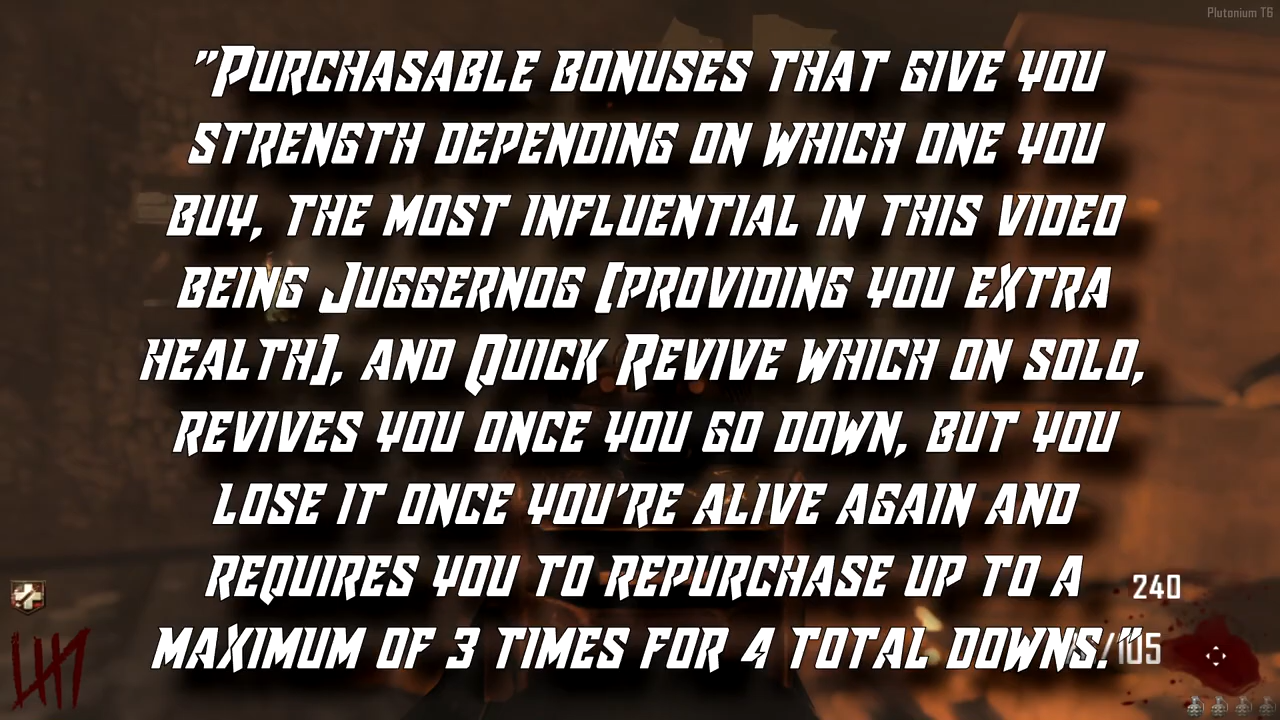 Plutonium T6
"Purchasable bonuses that give you
strength depending on which one you
buy, the most influential in this video
being Juggernog [providing you extra
health], and Quick Revive which on solo,
revives you once you go down, but you
lose it once you're alive again and
requires you to repurchase up to a
240
maximum of 3 times for 4 total downs."
/105